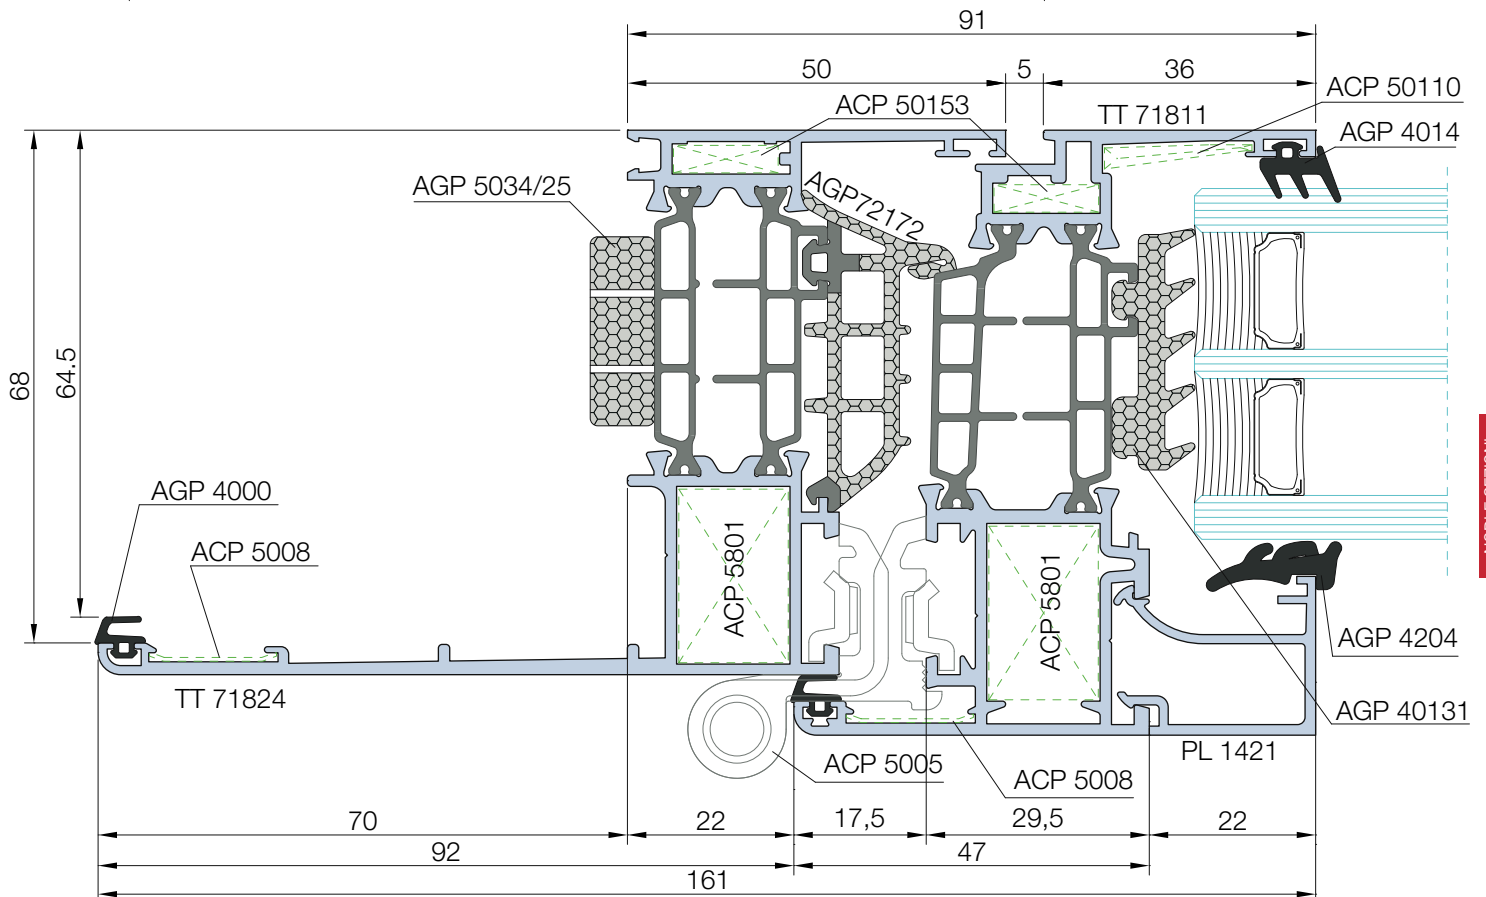 91
50
5
36
ACP 50110
ACP 50153
TT 71811
AGP 4014
AGP 5034/25
AGP72172
68
64.5
AGP 4000
ACP 5008
ACP 5801
ACP 5801
AGP 4204
TT 71824
AGP 40131
PL 1421
ACP 5005
ACP 5008
70
22
17,5
29,5
22
92
47
161